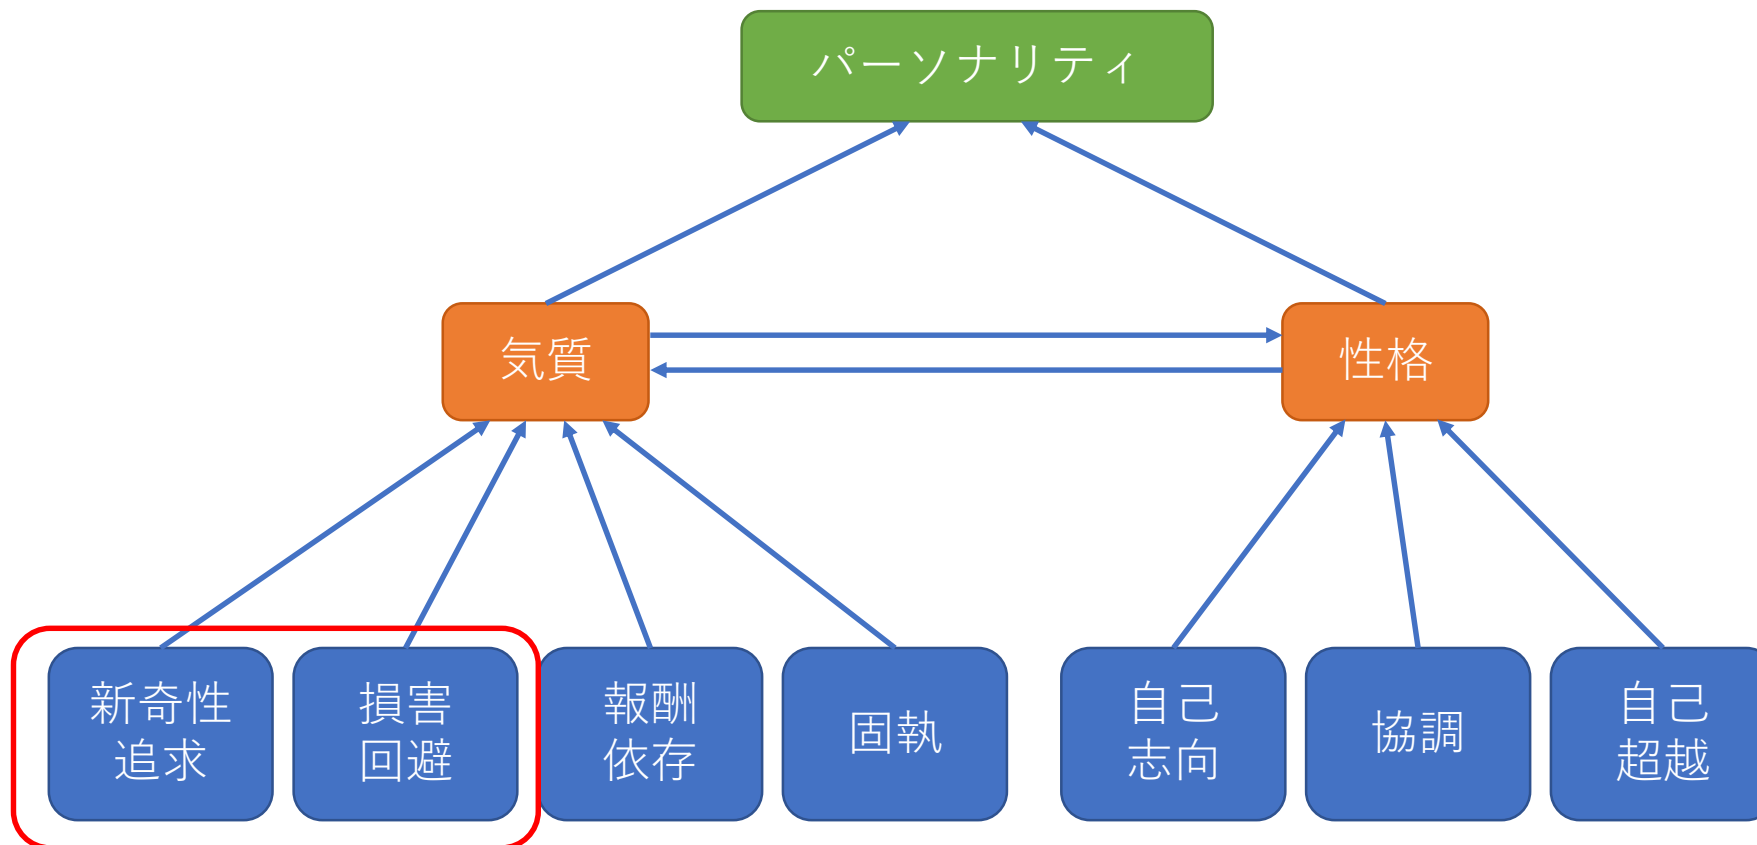 パーソナリティ
気質
性格
新奇性
追求
損害
回避
報酬
依存
固執
自己
志向
協調
自己
超越